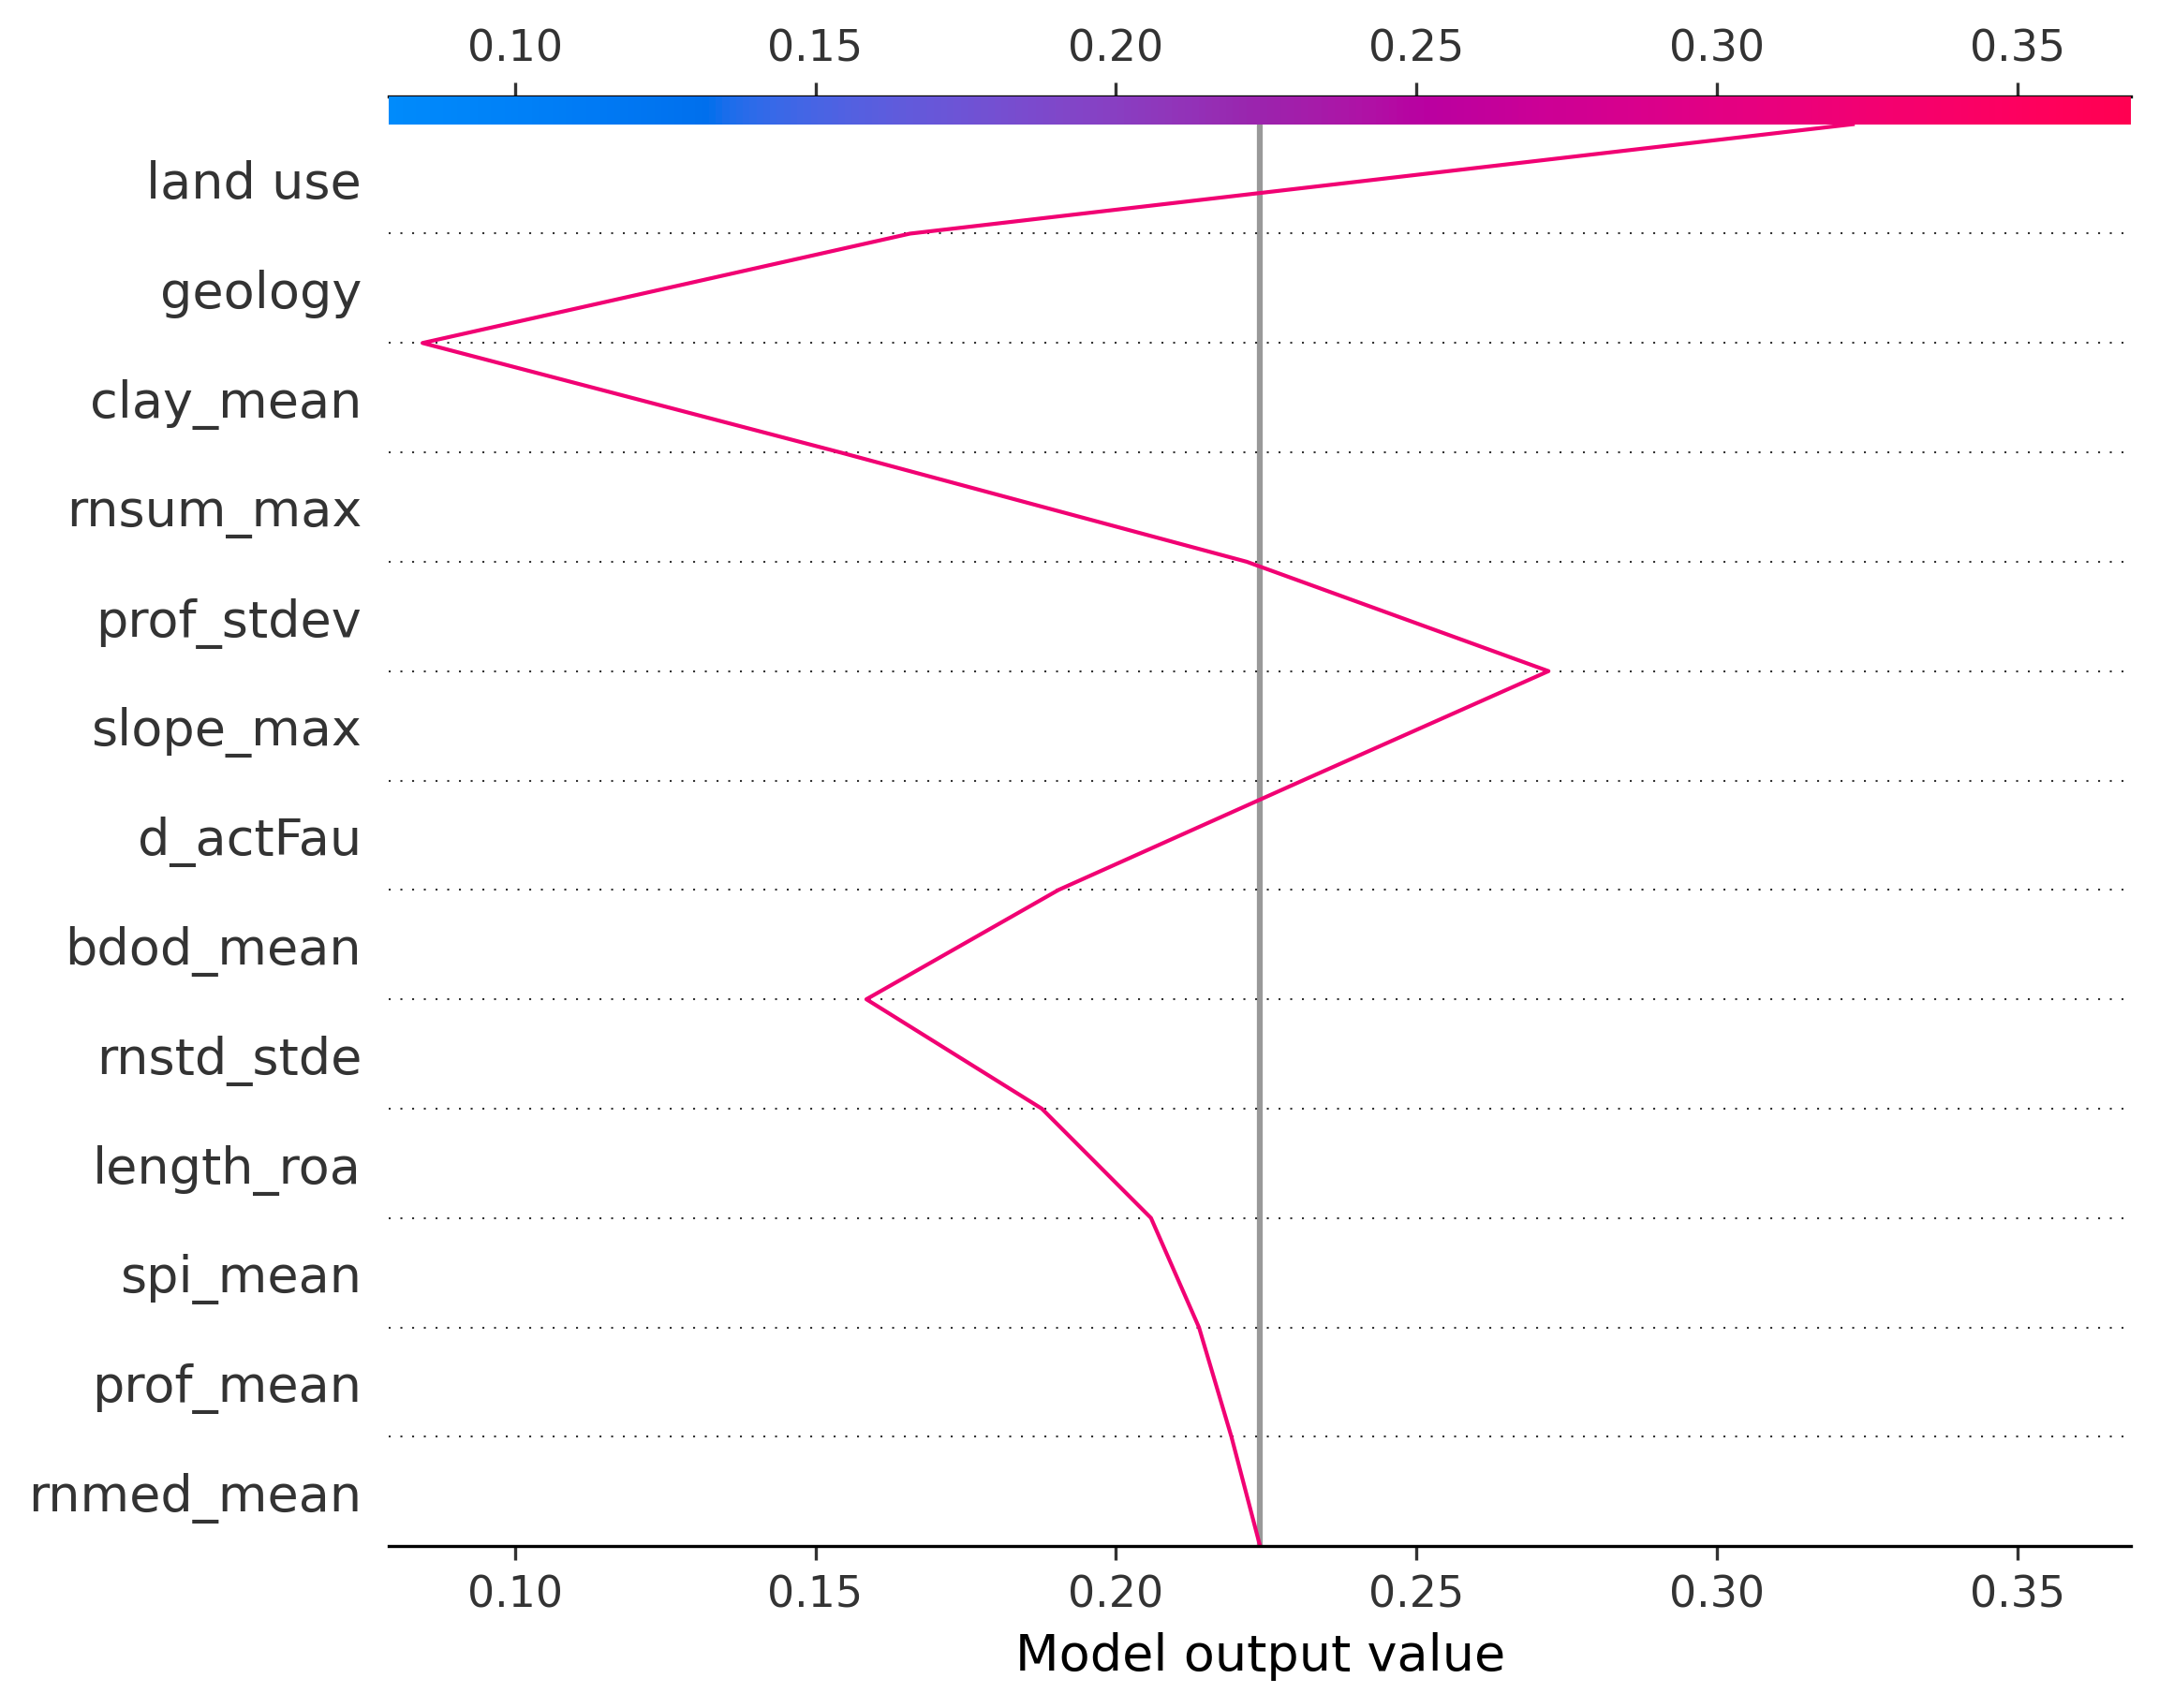 0.10 0.15 0.20 0.25 0.30 0.35
land use
geology
clay_mean
rnsum_max
prof_stdev
slope_max
d_actFau
bdod_mean
rnstd_stde
length_roa
spi_mean
prof_mean
rnmed_mean
0.10 0.15 0.20 0.25 0.30 0.35
Model output value